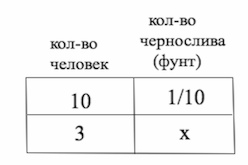 кол-во
человек
кол-во
чернослива
(фунт)
10 1/10
3 x